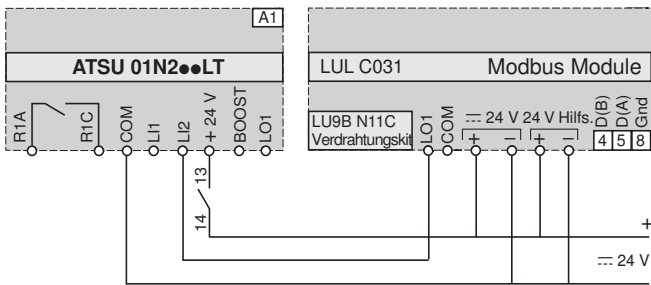 A1
ATSU 01N2●●LT
LUL C031 Modbus Module
R1A R1C COM LI1 LI2 + 24 V BOOST LO1
LU9B N11C
Verdrahtungskit
LO1 COM
⎓ 24 V 24 V Hilfs.
+ − + −
D(B) D(A) Gnd
4 5 8
13
14
+
⎓ 24 V